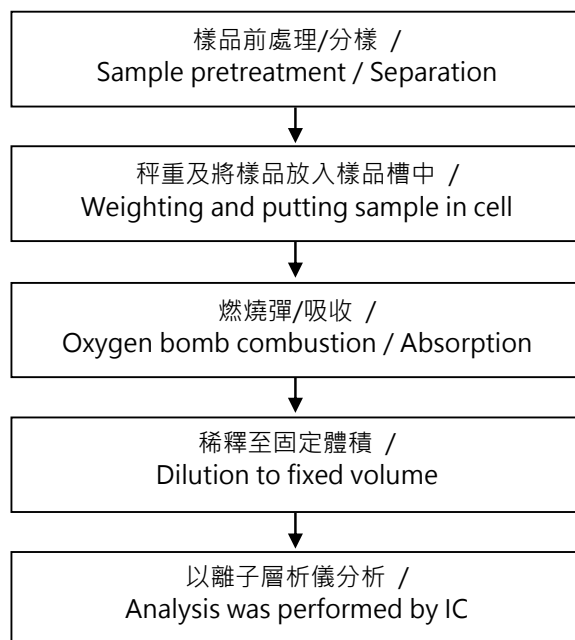 樣品前處理/分樣 /
Sample pretreatment / Separation
秤重及將樣品放入樣品槽中 /
Weighting and putting sample in cell
燃燒彈/吸收 /
Oxygen bomb combustion / Absorption
稀釋至固定體積 /
Dilution to fixed volume
以離子層析儀分析 /
Analysis was performed by IC